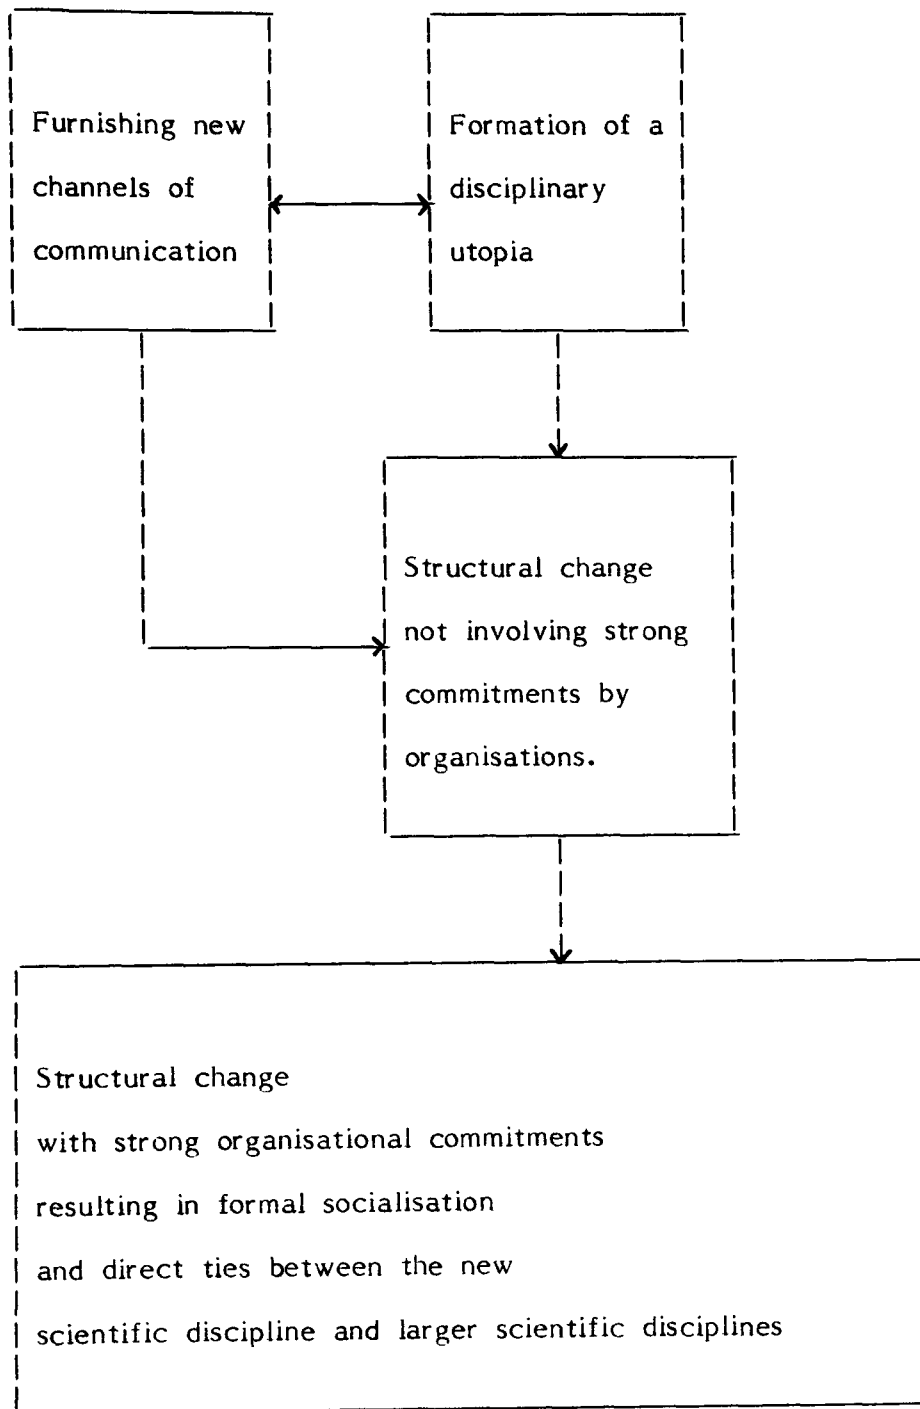 Furnishing new
channels of
communication
Formation of a
disciplinary
utopia
Structural change
not involving strong
commitments by
organisations.
Structural change
with strong organisational commitments
resulting in formal socialisation
and direct ties between the new
scientific discipline and larger scientific disciplines